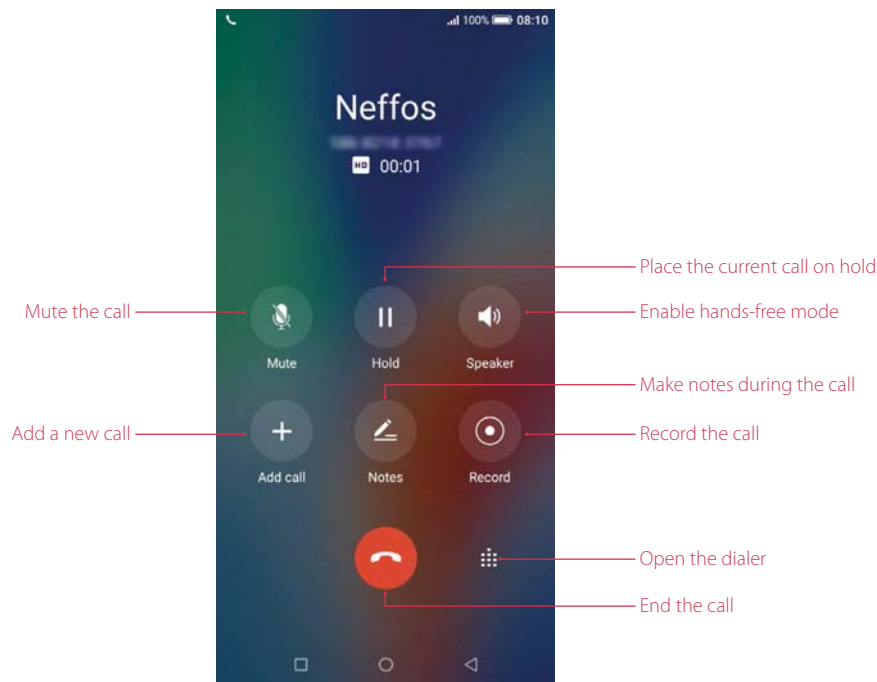 100% 08:10
Neffos
HD 00:01
Place the current call on hold
Mute the call
Enable hands-free mode
Mute Hold Speaker
Make notes during the call
Add a new call
Record the call
Add call Notes Record
Open the dialer
End the call